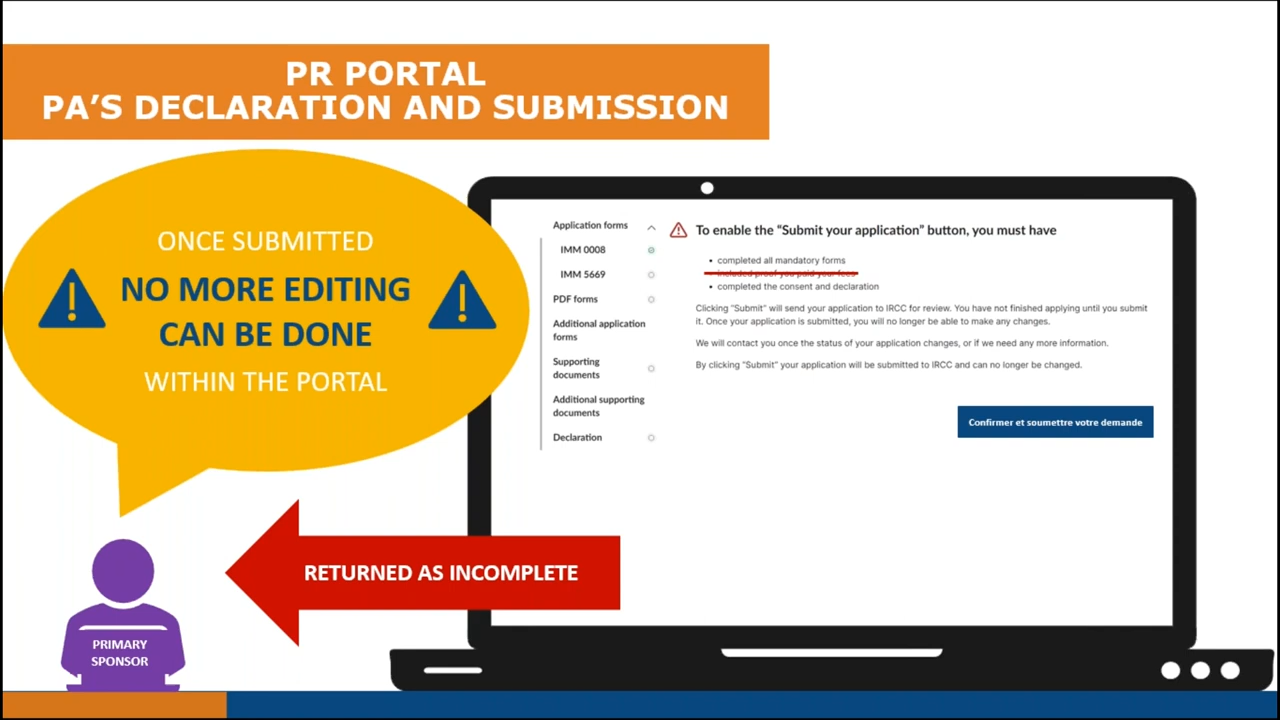 PR PORTAL
PA'S DECLARATION AND SUBMISSION
ONCE SUBMITTED
NO MORE EDITING
CAN BE DONE
WITHIN THE PORTAL
Application forms
IMM 0008
IMM 5669
PDF forms
Additional application
forms
Supporting
documents
Additional supporting
documents
Declaration
To enable the “Submit your application” button, you must have
• completed all mandatory forms
• included proof you paid your fees
• completed the consent and declaration
Clicking “Submit” will send your application to IRCC for review. You have not finished applying until you submit
it. Once your application is submitted, you will no longer be able to make any changes.
We will contact you once the status of your application changes, or if we need any more information.
By clicking “Submit” your application will be submitted to IRCC and can no longer be changed.
Confirmer et soumettre votre demande
RETURNED AS INCOMPLETE
PRIMARY
SPONSOR